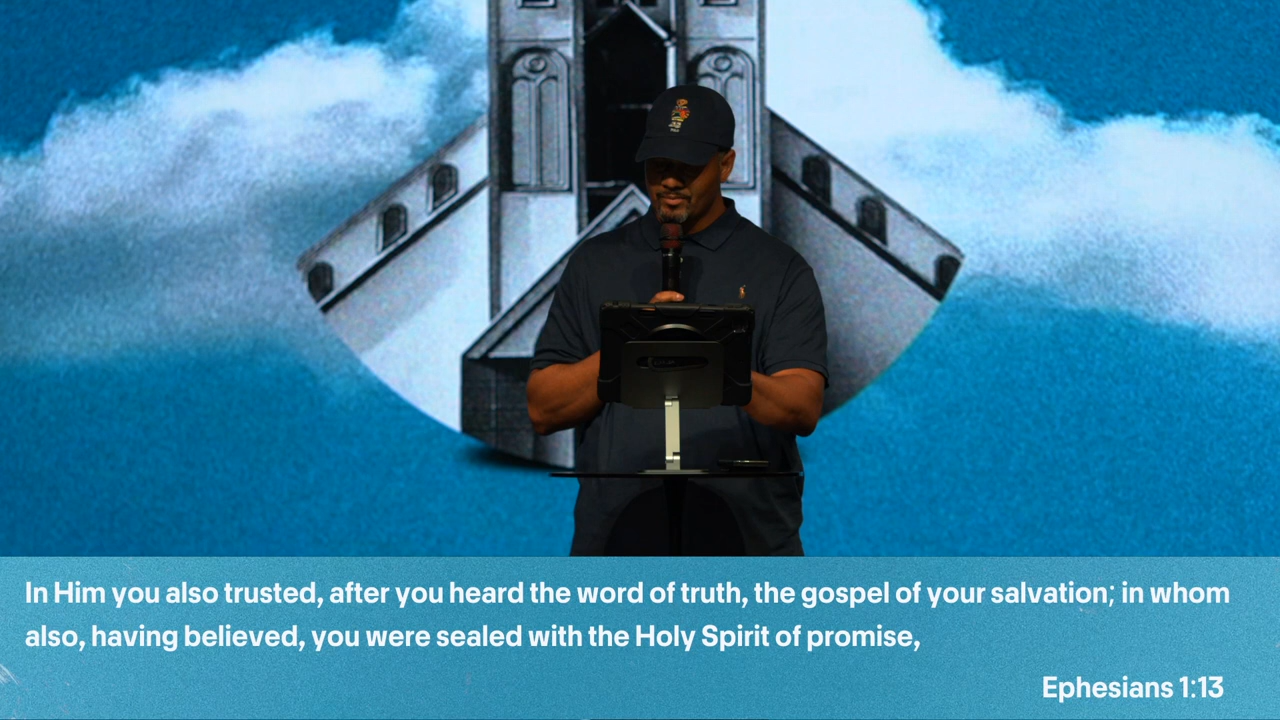 In Him you also trusted, after you heard the word of truth, the gospel of your salvation; in whom
also, having believed, you were sealed with the Holy Spirit of promise,
Ephesians 1:13